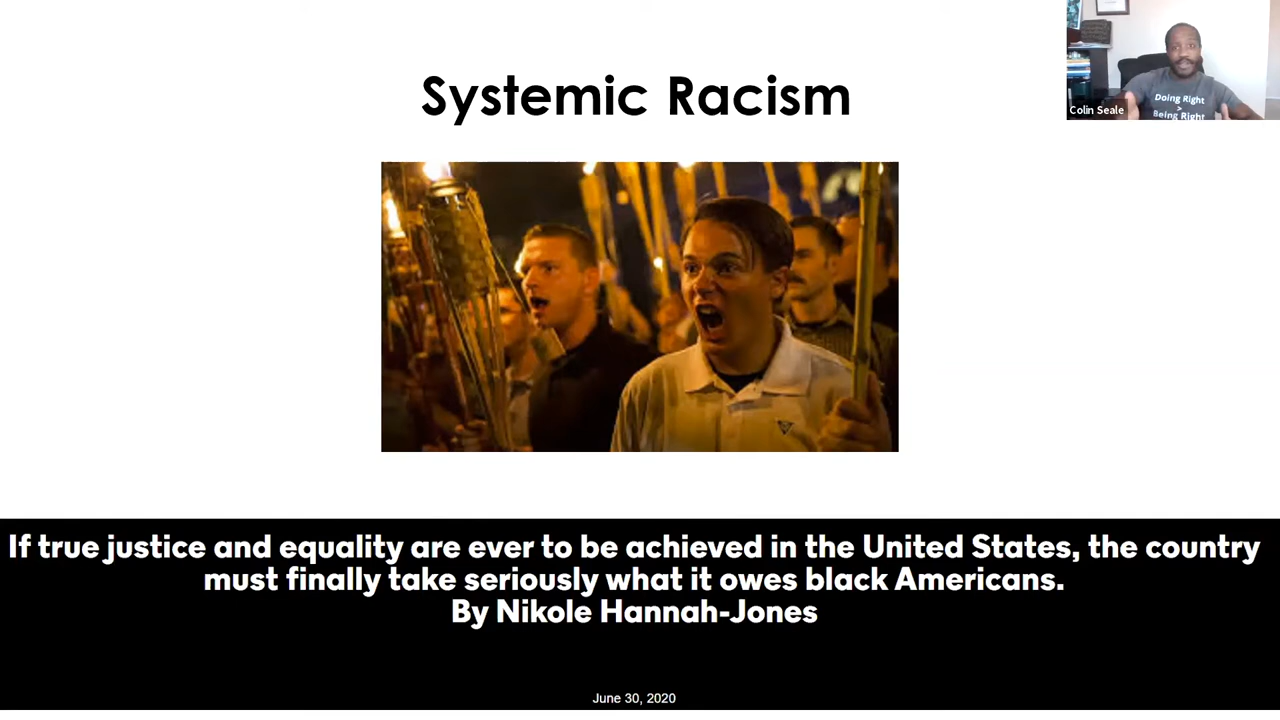 Systemic Racism
Colin Seale
Doing Right
>
Being Right
If true justice and equality are ever to be achieved in the United States, the country
must finally take seriously what it owes black Americans.
By Nikole Hannah-Jones
June 30, 2020